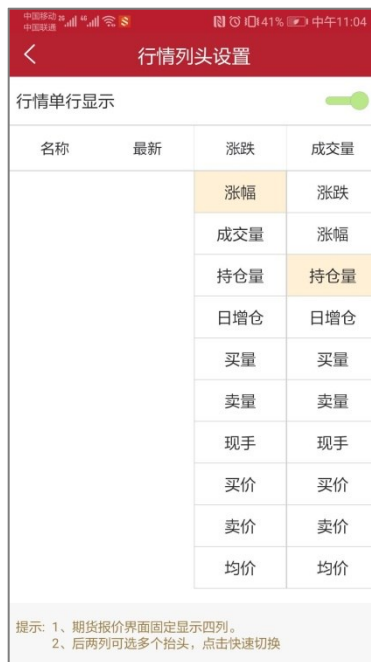 中国移动 2G 4G 41% 中午11:04
中国联通
行情列头设置
行情单行显示
名称 最新 涨跌 成交量
涨幅 涨跌
成交量 涨幅
持仓量 持仓量
日增仓 日增仓
买量 买量
卖量 卖量
现手 现手
买价 买价
卖价 卖价
均价 均价
提示: 1、期货报价界面固定显示四列。
2、后两列可选多个抬头，点击快速切换